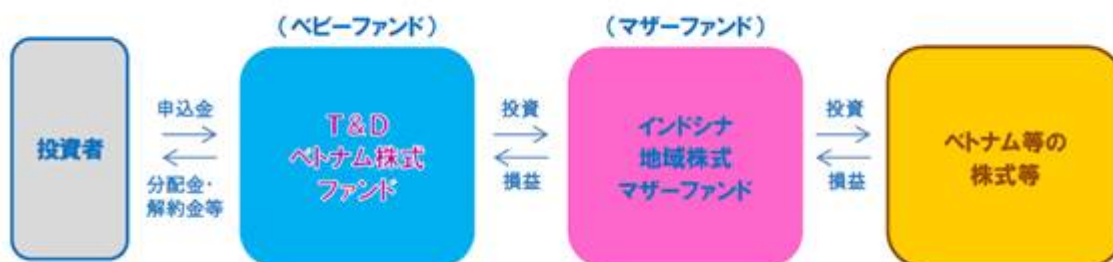 （ベビーファンド）
（マザーファンド）
投資者
申込金
分配金・
解約金等
T＆D
ベトナム株式
ファンド
投資
損益
インドシナ
地域株式
マザーファンド
投資
損益
ベトナム等の
株式等